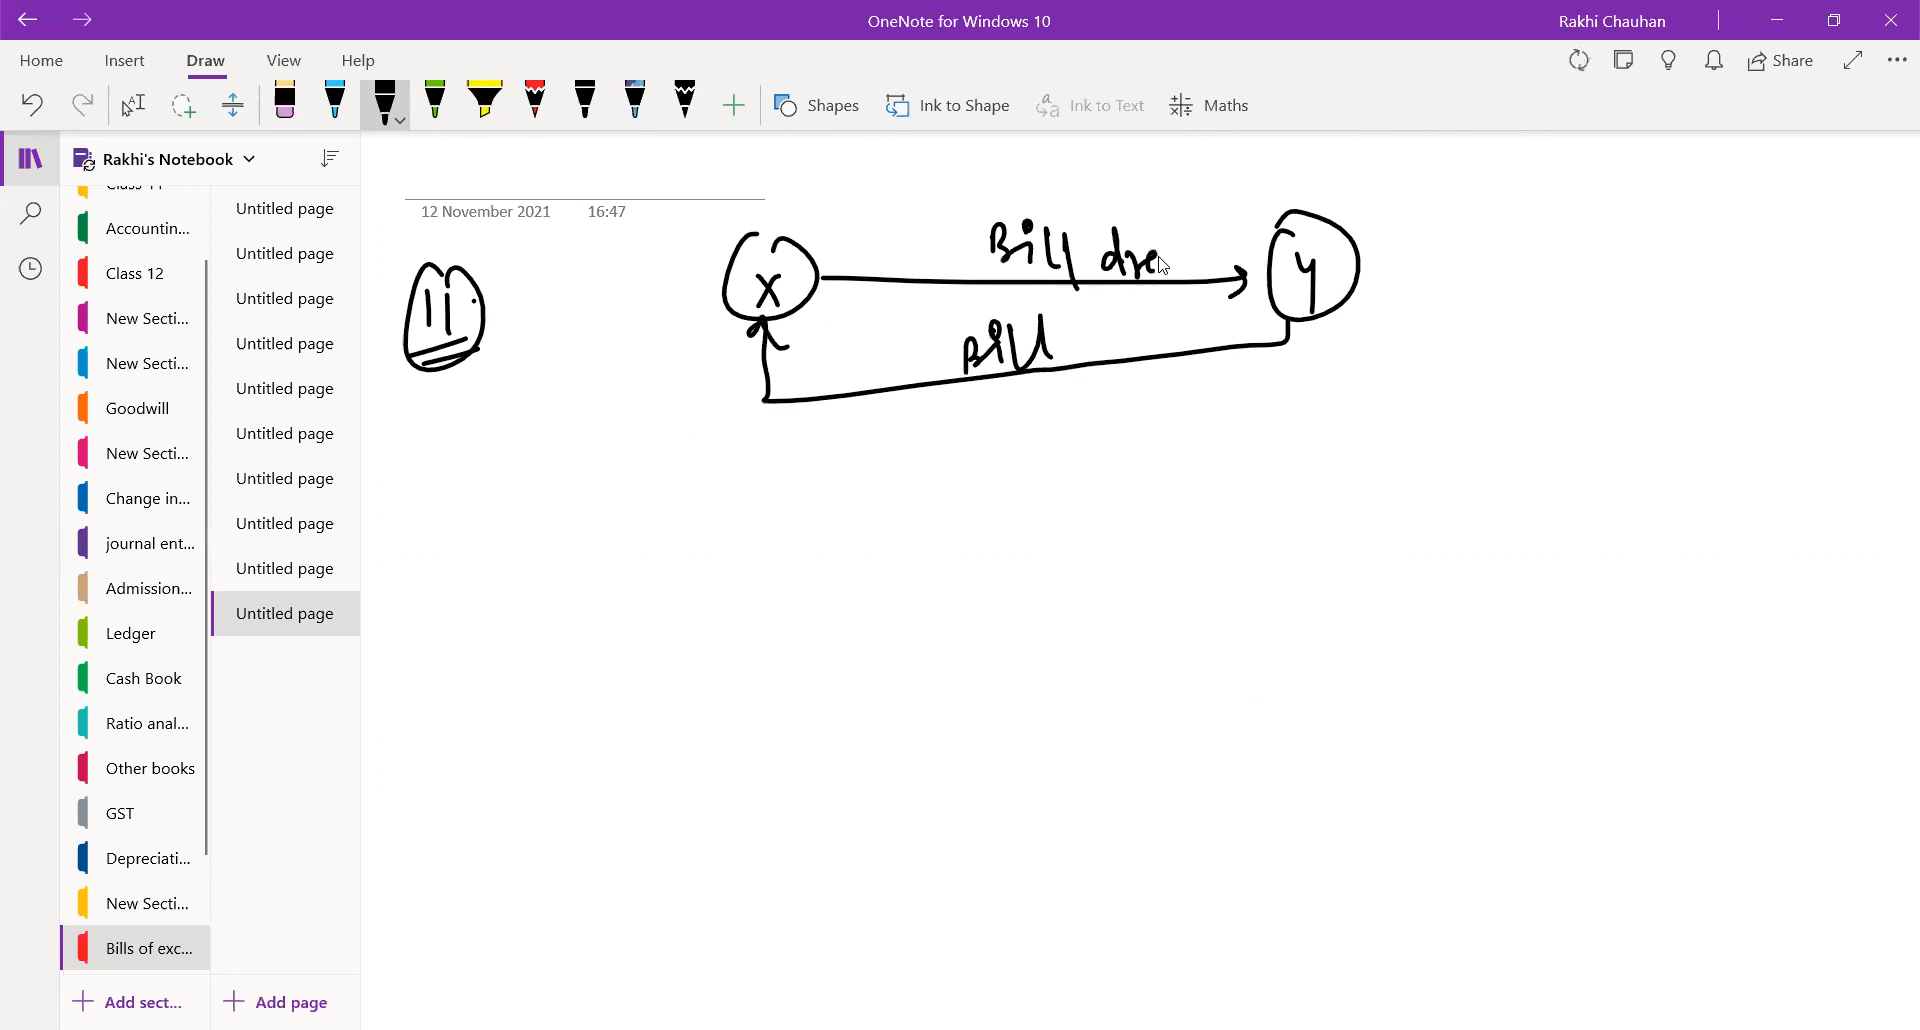 OneNote for Windows 10
Rakhi Chauhan
Home Insert Draw View Help
Share
Shapes Ink to Shape Ink to Text Maths
Rakhi's Notebook
Accountin...
Class 12
New Secti...
New Secti...
Goodwill
New Secti...
Change in...
journal ent...
Admission...
Ledger
Cash Book
Ratio anal...
Other books
GST
Depreciati...
New Secti...
Bills of exc...
Add sect...
Untitled page
Untitled page
Untitled page
Untitled page
Untitled page
Untitled page
Untitled page
Untitled page
Untitled page
Untitled page
Add page
12 November 2021 16:47
11
X
Bill
Y
Bill